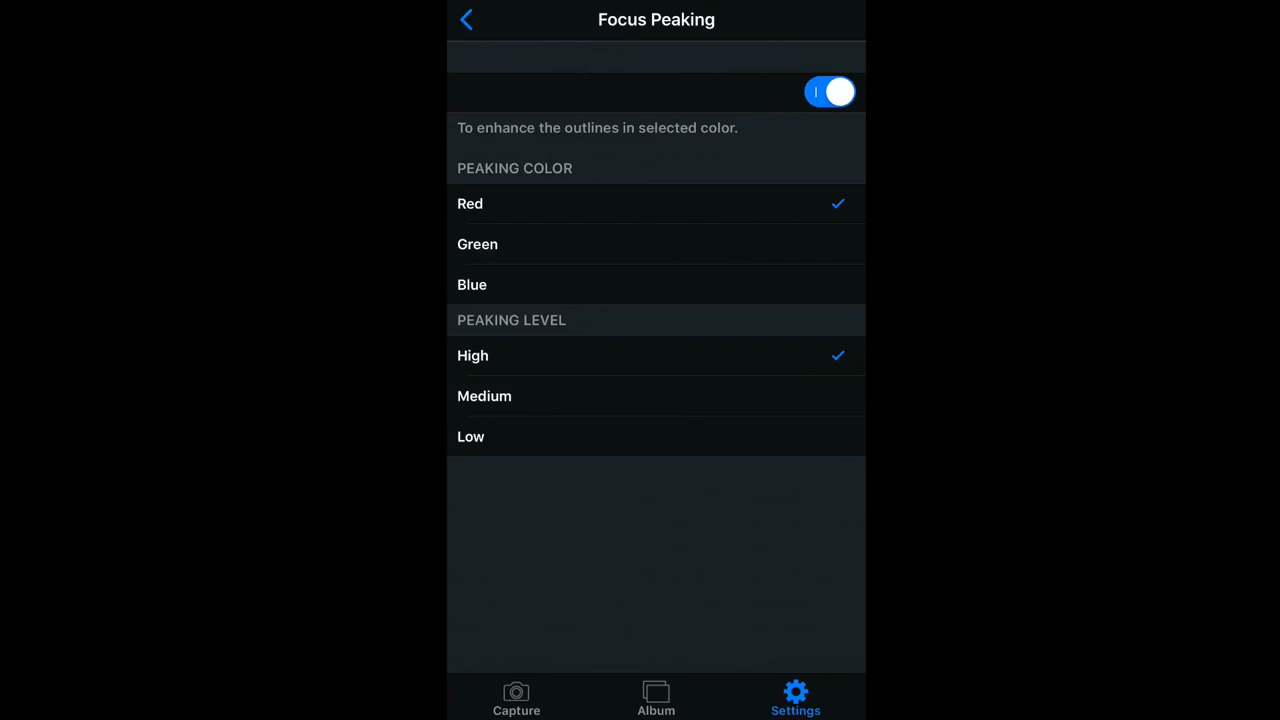 Focus Peaking
To enhance the outlines in selected color.
PEAKING COLOR
Red
Green
Blue
PEAKING LEVEL
High
Medium
Low
Capture
Album
Settings